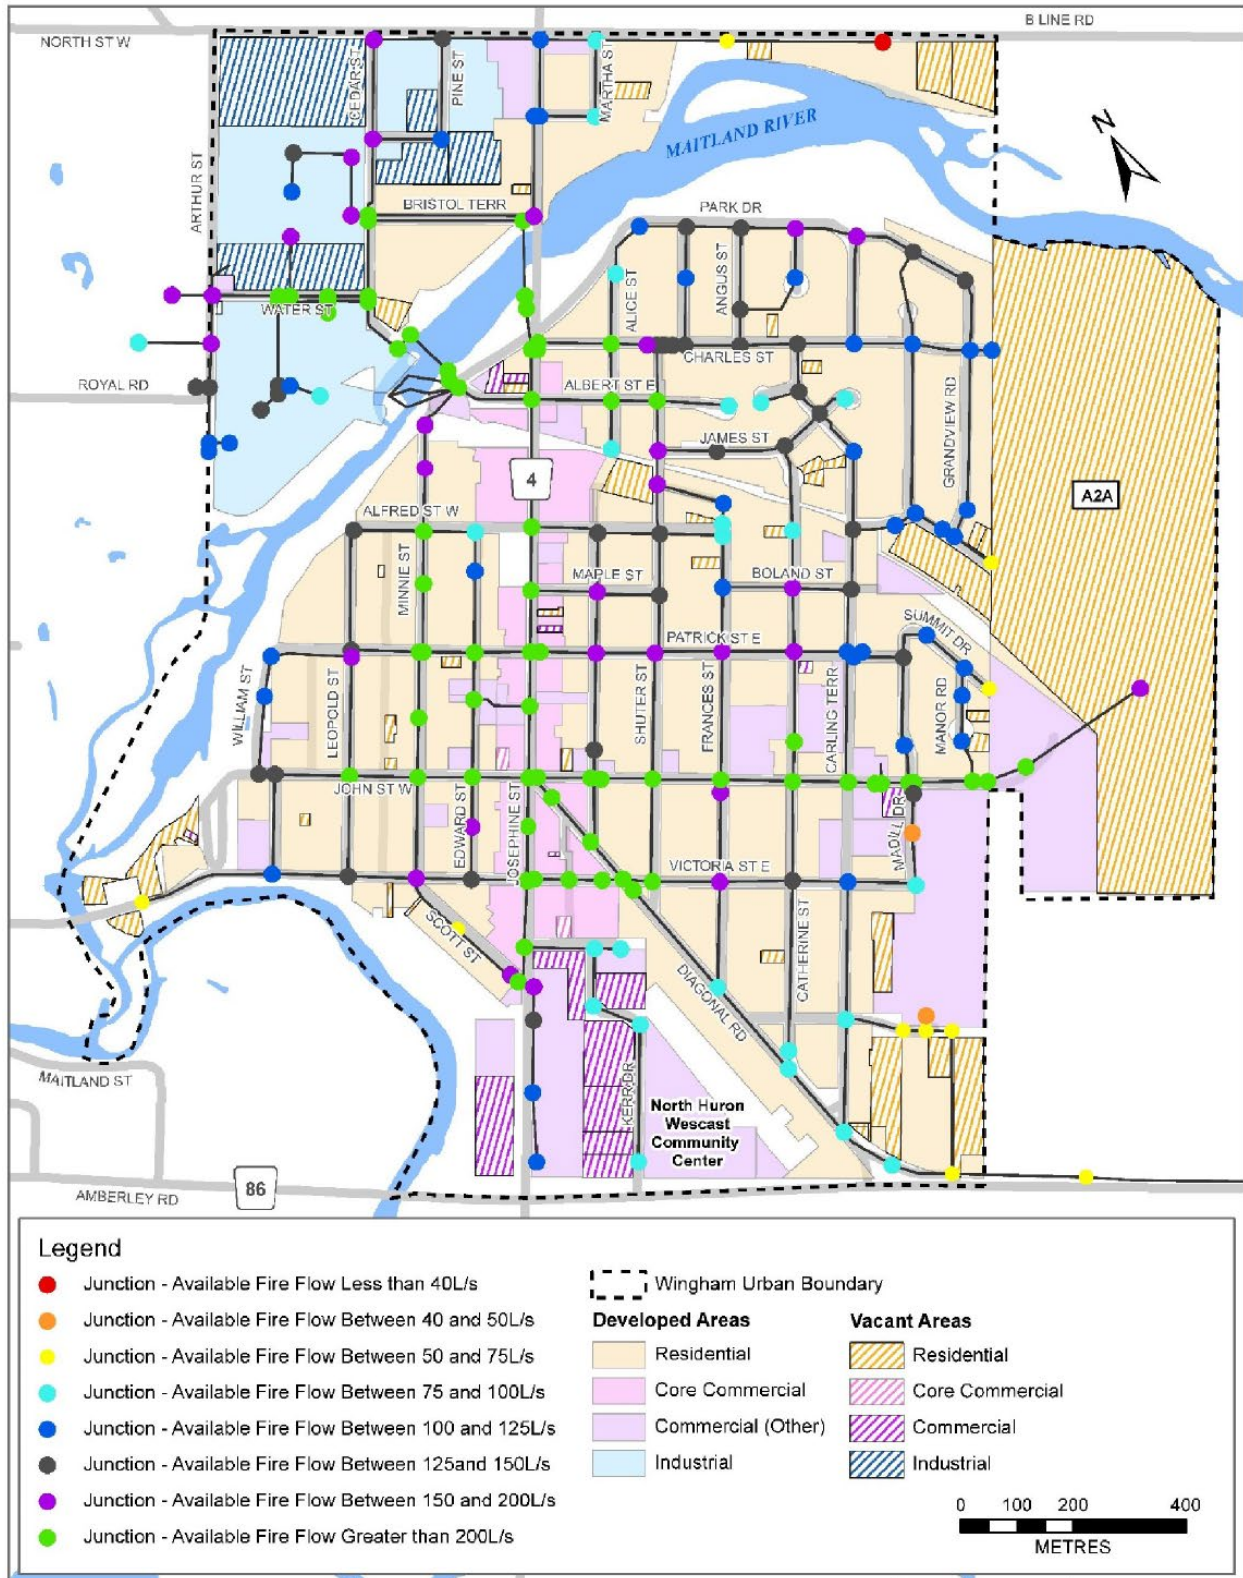 B LINE RD
NORTH ST W
CEDAR ST
PINE ST
MARTHA ST
MAITLAND RIVER
N
ARTHUR ST
BRISTOL TERR
PARK DR
ALICE ST
ANGUS ST
WATER ST
CHARLES ST
ROYAL RD
ALBERT ST E
GRANDVIEW RD
JAMES ST
4
A2A
ALFRED ST W
MINNIE ST
MAPLE ST
BOLAND ST
SUMMIT DR
PATRICK ST E
WILLIAM ST
LEOPOLD ST
SHUTER ST
FRANCES ST
CARLING TERR
MANOR RD
JOHN ST W
EDWARD ST
JOSEPHINE ST
MADILL DR
VICTORIA ST E
SCOTT ST
CATHERINE ST
DIAGONAL RD
MAITLAND ST
KERR DR
North Huron
Wescast
Community
Center
86
AMBERLEY RD
Legend
Junction - Available Fire Flow Less than 40L/s
Junction - Available Fire Flow Between 40 and 50L/s
Junction - Available Fire Flow Between 50 and 75L/s
Junction - Available Fire Flow Between 75 and 100L/s
Junction - Available Fire Flow Between 100 and 125L/s
Junction - Available Fire Flow Between 125and 150L/s
Junction - Available Fire Flow Between 150 and 200L/s
Junction - Available Fire Flow Greater than 200L/s
Wingham Urban Boundary
Developed Areas
Residential
Core Commercial
Commercial (Other)
Industrial
Vacant Areas
Residential
Core Commercial
Commercial
Industrial
0 100 200 400
METRES